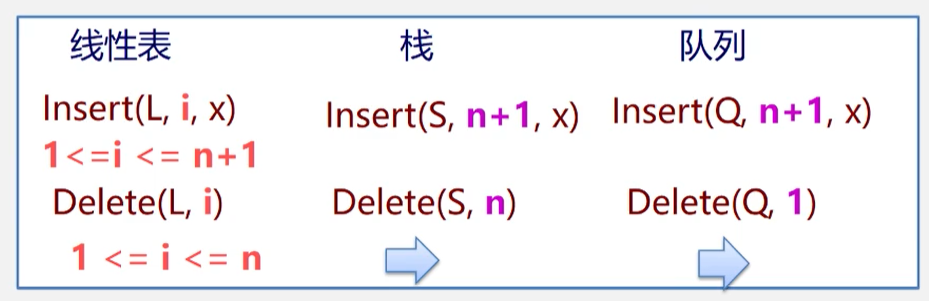 线性表 栈 队列
Insert(L, i, x) Insert(S, n+1, x) Insert(Q, n+1, x)
1<=i <= n+1
Delete(L, i) Delete(S, n) Delete(Q, 1)
1 <= i <= n